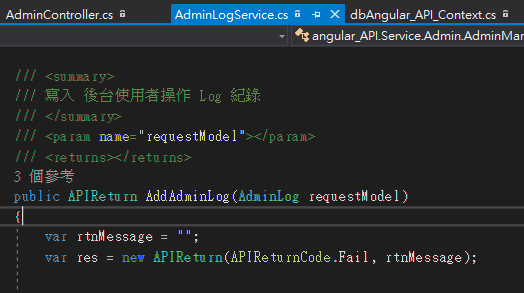 AdminController.cs
AdminLogService.cs
dbAngular_API_Context.cs
angular_API.Service.Admin.AdminMar
/// <summary>
/// 寫入 後台使用者操作 Log 紀錄
/// </summary>
/// <param name="requestModel"></param>
/// <returns></returns>
3 個參考
public APIReturn AddAdminLog(AdminLog requestModel)
{
var rtnMessage = "";
var res = new APIReturn(APIReturnCode.Fail, rtnMessage);